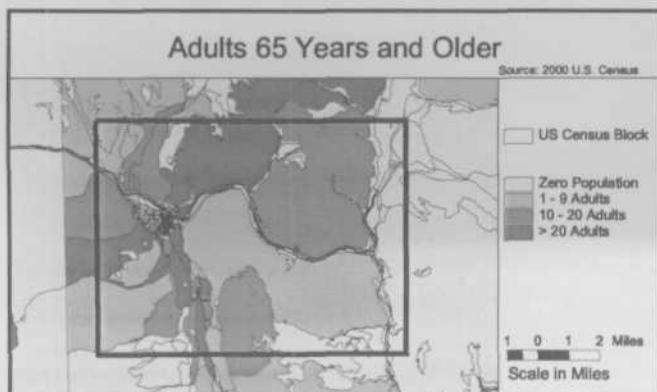 Adults 65 Years and Older
Source: 2000 U.S. Census
US Census Block
Zero Population
1 - 9 Adults
10 - 20 Adults
> 20 Adults
1 0 1 2 Miles
Scale in Miles